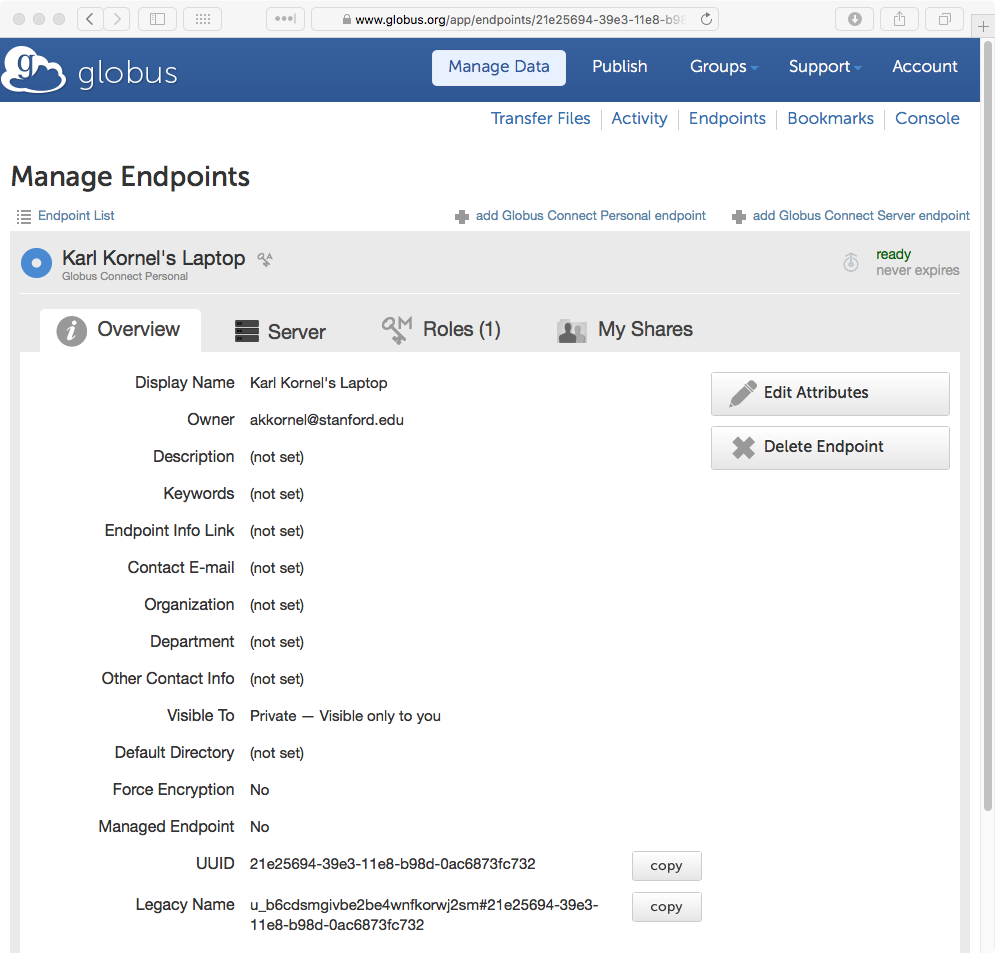 www.globus.org/app/endpoints/21e25694-39e3-11e8-b98
globus
Manage Data Publish Groups Support Account
Transfer Files Activity Endpoints Bookmarks Console
Manage Endpoints
Endpoint List add Globus Connect Personal endpoint add Globus Connect Server endpoint
Karl Kornel's Laptop ready
Globus Connect Personal never expires
Overview Server Roles (1) My Shares
Display Name Karl Kornel's Laptop Edit Attributes
Owner akkornel@stanford.edu
Delete Endpoint
Description (not set)
Keywords (not set)
Endpoint Info Link (not set)
Contact E-mail (not set)
Organization (not set)
Department (not set)
Other Contact Info (not set)
Visible To Private — Visible only to you
Default Directory (not set)
Force Encryption No
Managed Endpoint No
UUID 21e25694-39e3-11e8-b98d-0ac6873fc732 copy
Legacy Name u_b6cdsmgivbe2be4wnfkorwj2sm#21e25694-39e3- copy
11e8-b98d-0ac6873fc732